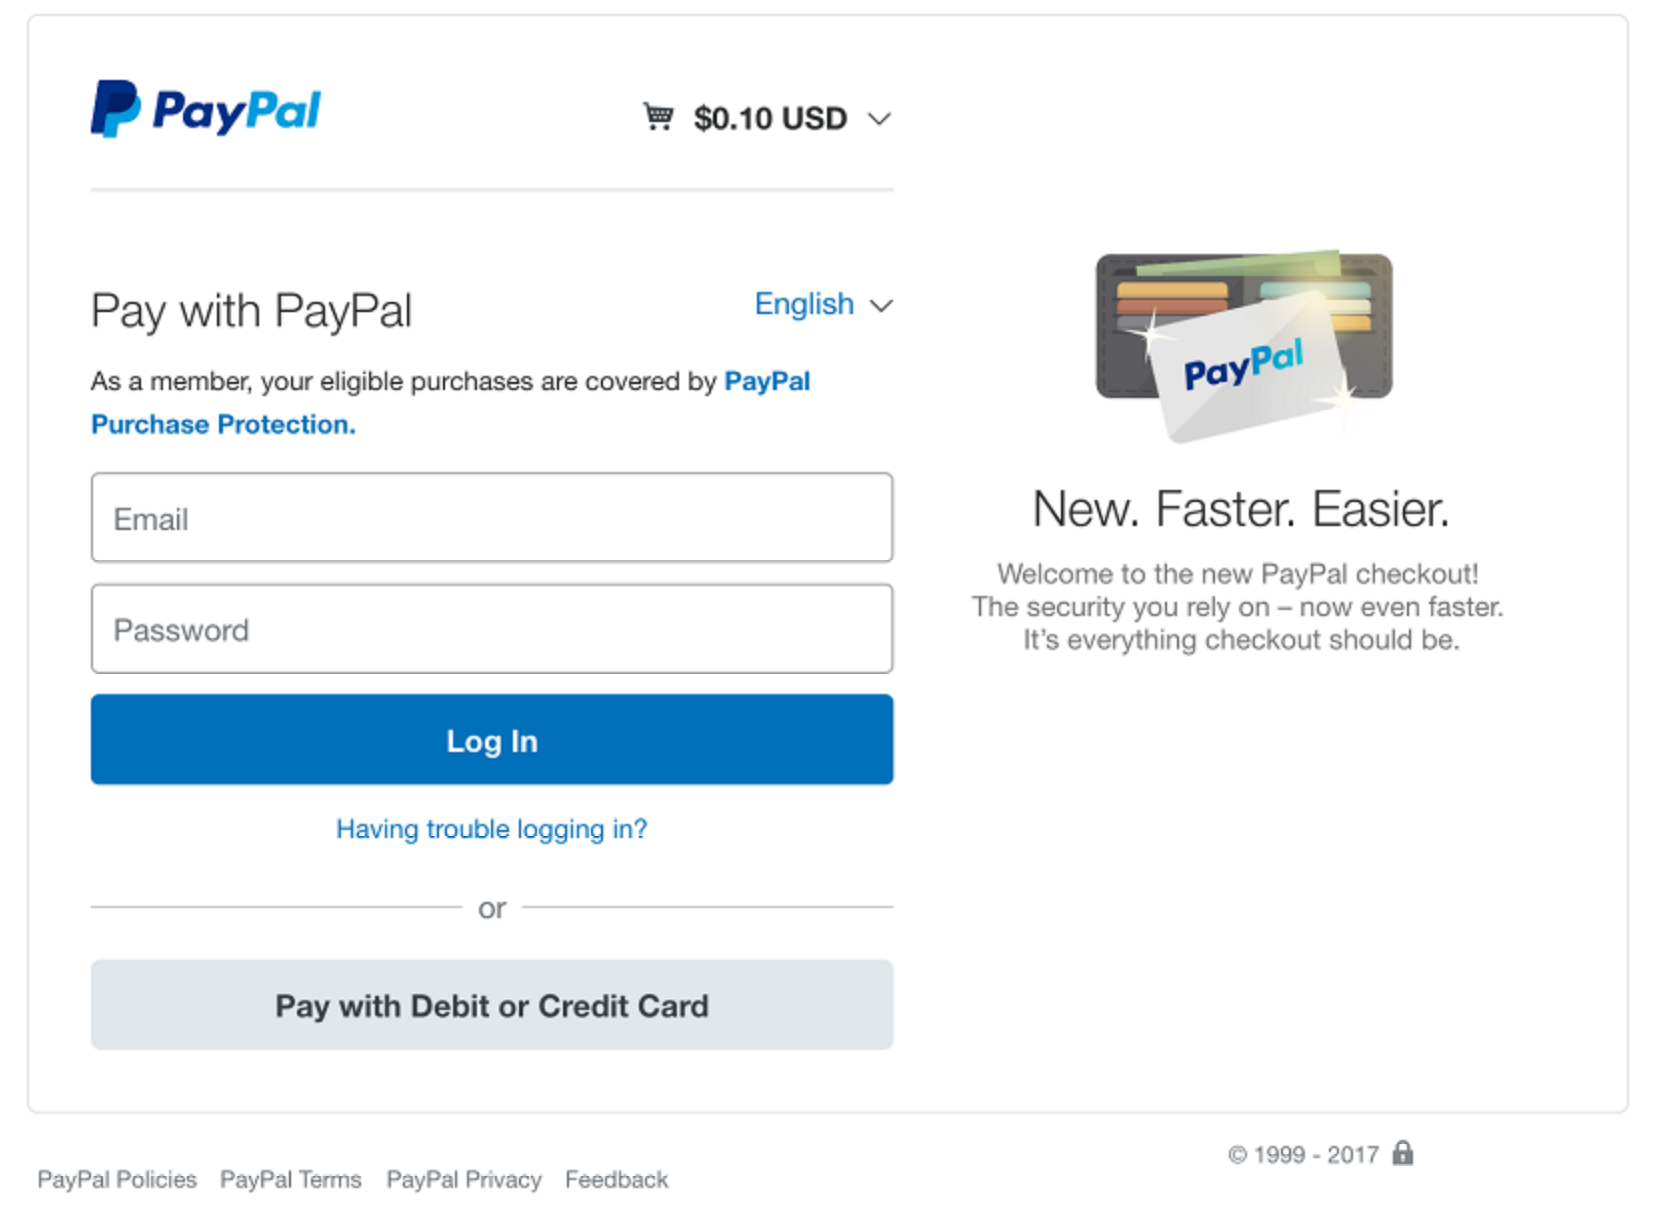 PayPal
$0.10 USD
Pay with PayPal
English
As a member, your eligible purchases are covered by PayPal
Purchase Protection.
Email
Password
Log In
Having trouble logging in?
or
Pay with Debit or Credit Card
PayPal
New. Faster. Easier.
Welcome to the new PayPal checkout!
The security you rely on – now even faster.
It's everything checkout should be.
© 1999 - 2017
PayPal Policies PayPal Terms PayPal Privacy Feedback